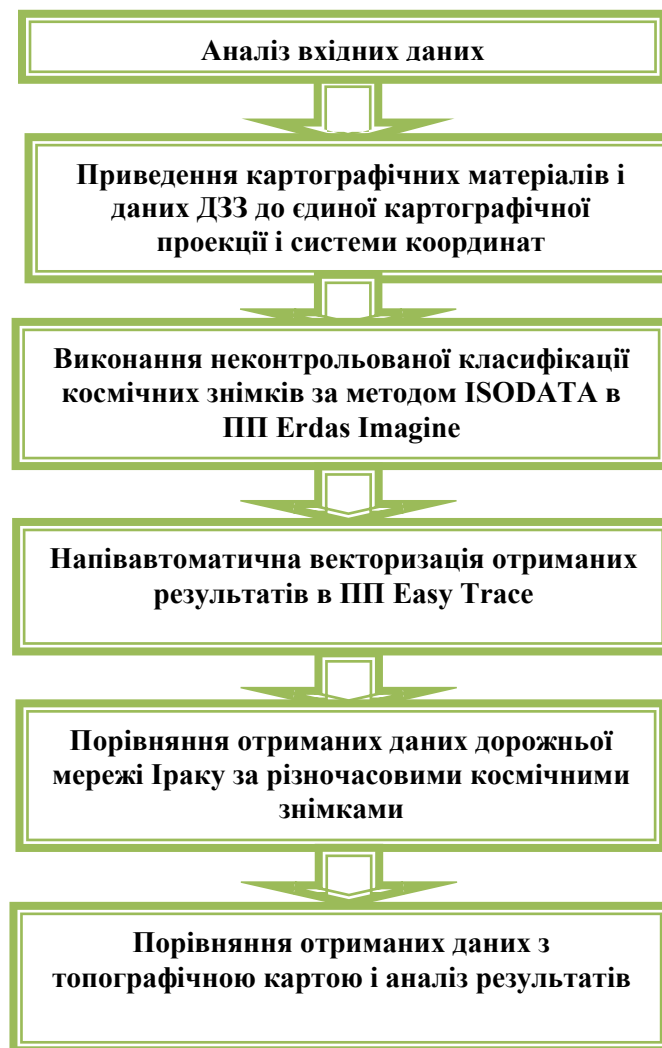 Аналіз вхідних даних
Приведення картографічних матеріалів і
даних ДЗЗ до єдиної картографічної
проекції і системи координат
Виконання неконтрольованої класифікації
космічних знімків за методом ISODATA в
ПП Erdas Imagine
Напівавтоматична векторизація отриманих
результатів в ПП Easy Trace
Порівняння отриманих даних дорожньої
мережі Іраку за різночасовими космічними
знімками
Порівняння отриманих даних з
топографічною картою і аналіз результатів